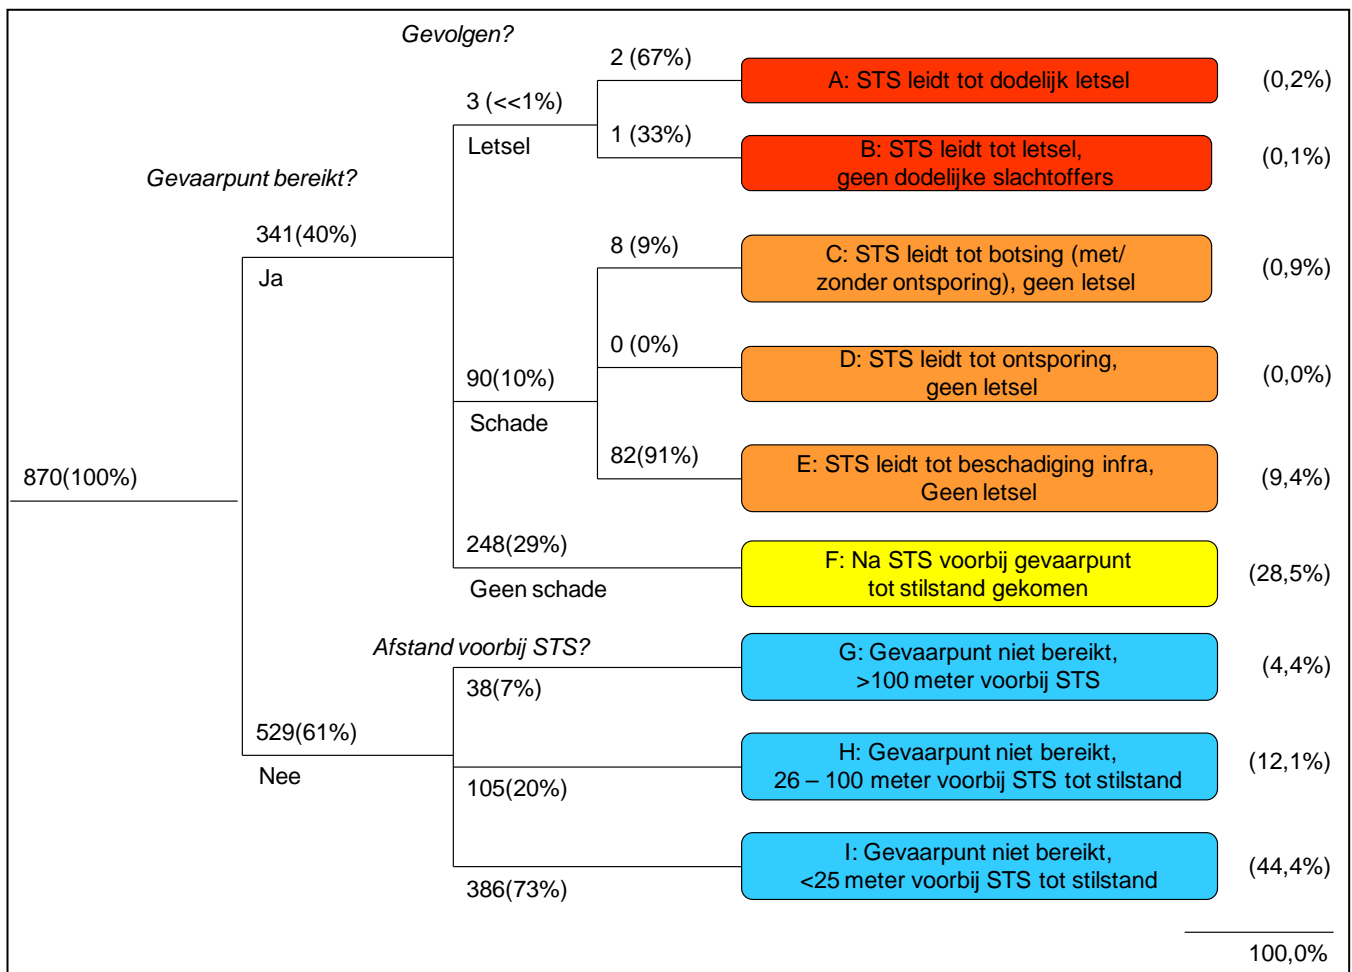 Gevolgen?
2 (67%)
A: STS leidt tot dodelijk letsel
(0,2%)
3 (<<1%)
Letsel
1 (33%)
B: STS leidt tot letsel,
geen dodelijke slachtoffers
(0,1%)
Gevaarpunt bereikt?
341(40%)
Ja
8 (9%)
C: STS leidt tot botsing (met/
zonder ontsporing), geen letsel
(0,9%)
0 (0%)
D: STS leidt tot ontsporing,
geen letsel
(0,0%)
90(10%)
Schade
82(91%)
E: STS leidt tot beschadiging infra,
Geen letsel
(9,4%)
870(100%)
248(29%)
Geen schade
F: Na STS voorbij gevaarpunt
tot stilstand gekomen
(28,5%)
Afstand voorbij STS?
38(7%)
G: Gevaarpunt niet bereikt,
>100 meter voorbij STS
(4,4%)
529(61%)
Nee
105(20%)
H: Gevaarpunt niet bereikt,
26 – 100 meter voorbij STS tot stilstand
(12,1%)
386(73%)
I: Gevaarpunt niet bereikt,
<25 meter voorbij STS tot stilstand
(44,4%)
100,0%